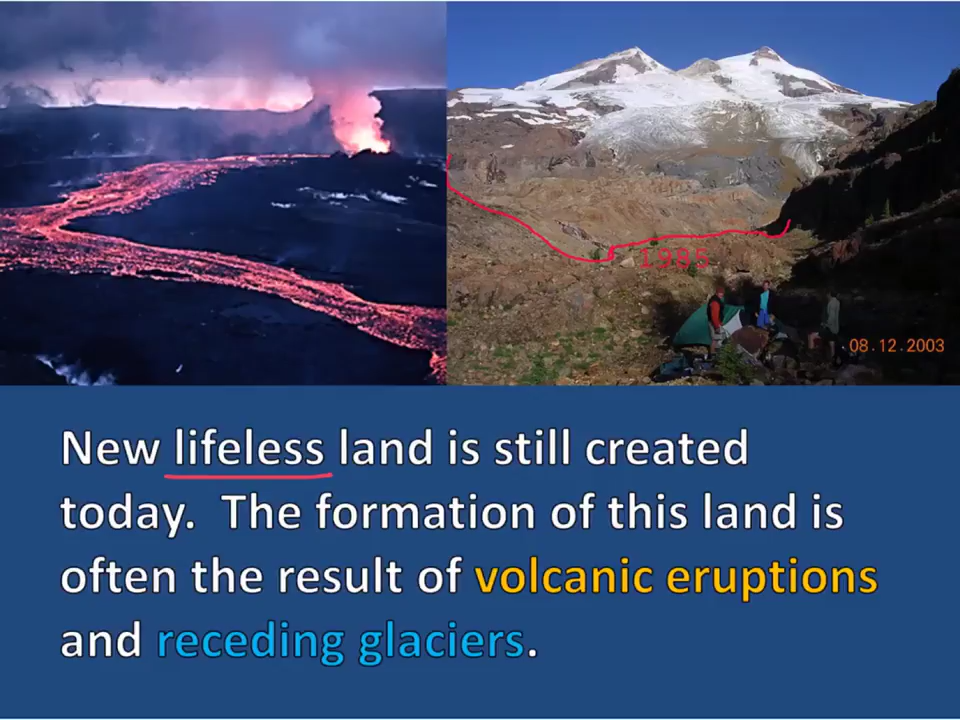 1985
08.12.2003
New lifeless land is still created
today.  The formation of this land is
often the result of volcanic eruptions
and receding glaciers.